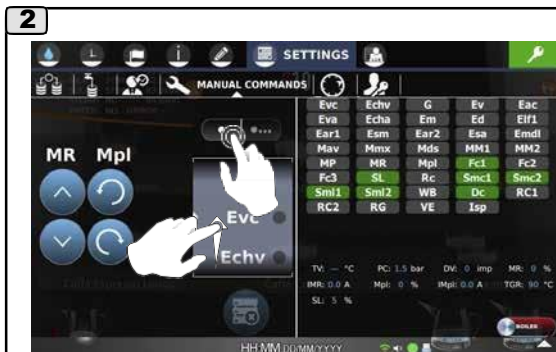 2
SETTINGS
MANUAL COMMANDS
Evc Echv G Ev Eac
Eva Echa Em Ed Elf1
Ear1 Esm Ear2 Esa Emdl
Mav Mmx Mds MM1 MM2
MP MR Mpl Fc1 Fc2
Fc3 SL Rc Smc1 Smc2
Sml1 Sml2 WB Dc RC1
RC2 RG VE Isp
MR Mpl
Evc
Echv
TV: — °C PC: 1.5 bar DV: 0 imp MR: 0 %
IMR: 0.0 A Mpl: 0 % IMpl: 0.0 A TGR: 90 °C
SL: 5 %
BOILER
HH:MM DD/MM/YYYY